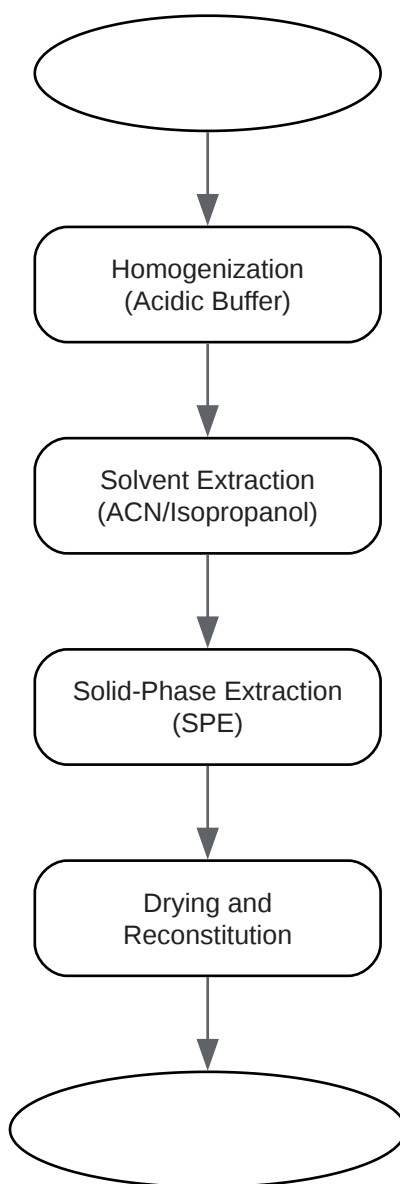 Homogenization
(Acidic Buffer)
Solvent Extraction
(ACN/Isopropanol)
Solid-Phase Extraction
(SPE)
Drying and
Reconstitution